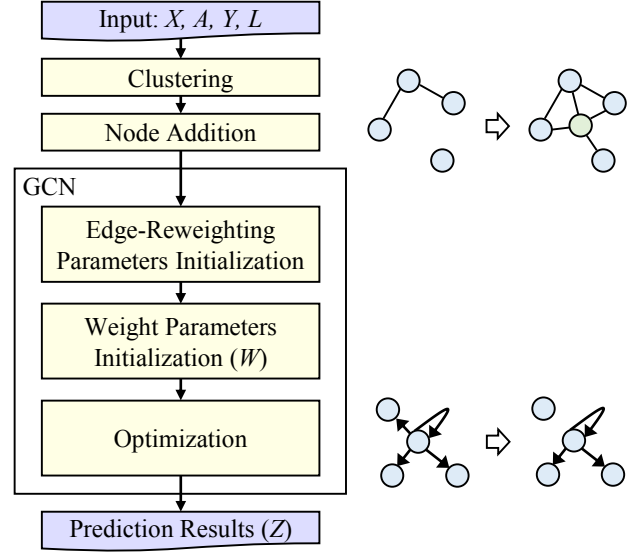 Input: X, A, Y, L
Clustering
Node Addition
GCN
Edge-Reweighting
Parameters Initialization
Weight Parameters
Initialization (W)
Optimization
Prediction Results (Z)